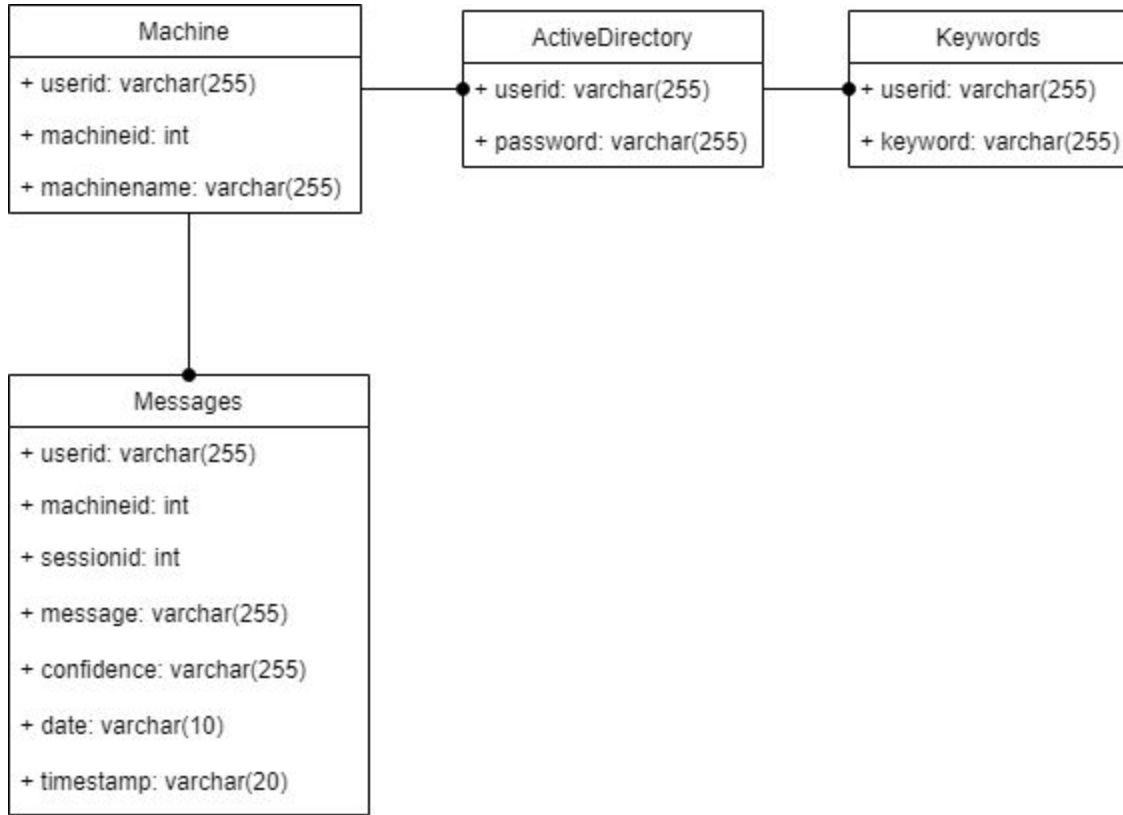 Machine
+ userid: varchar(255)
+ machineid: int
+ machinename: varchar(255)
ActiveDirectory
+ userid: varchar(255)
+ password: varchar(255)
Keywords
+ userid: varchar(255)
+ keyword: varchar(255)
Messages
+ userid: varchar(255)
+ machineid: int
+ sessionid: int
+ message: varchar(255)
+ confidence: varchar(255)
+ date: varchar(10)
+ timestamp: varchar(20)